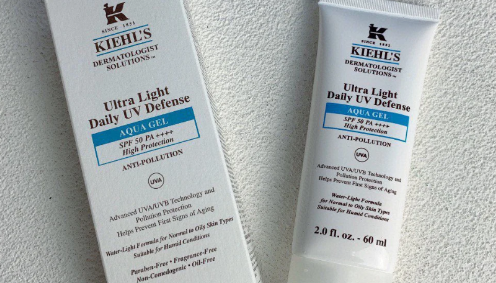 K
SINCE 1851
KIEHL'S
DERMATOLOGIST
SOLUTIONS™
Ultra Light
Daily UV Defense
AQUA GEL
SPF 50 PA ++++
High Protection
ANTI-POLLUTION
UVA
Advanced UVA/UVB Technology and
Pollution Protection
Helps Prevent First Signs of Aging
Water-Light Formula for Normal to Oily Skin Types
Suitable for Humid Conditions
Paraben-Free • Fragrance-Free
Non-Comedogenic • Oil-Free
K
SINCE 1851
KIEHL'S
DERMATOLOGIST
SOLUTIONS™
Ultra Light
Daily UV Defense
AQUA GEL
SPF 50 PA ++++
High Protection
ANTI-POLLUTION
UVA
Advanced UVA/UVB Technology and
Pollution Protection
Helps Prevent First Signs of Aging
Water-Light Formula
for Normal to Oily Skin Types
Suitable for Humid Conditions
2.0 fl. oz. - 60 ml